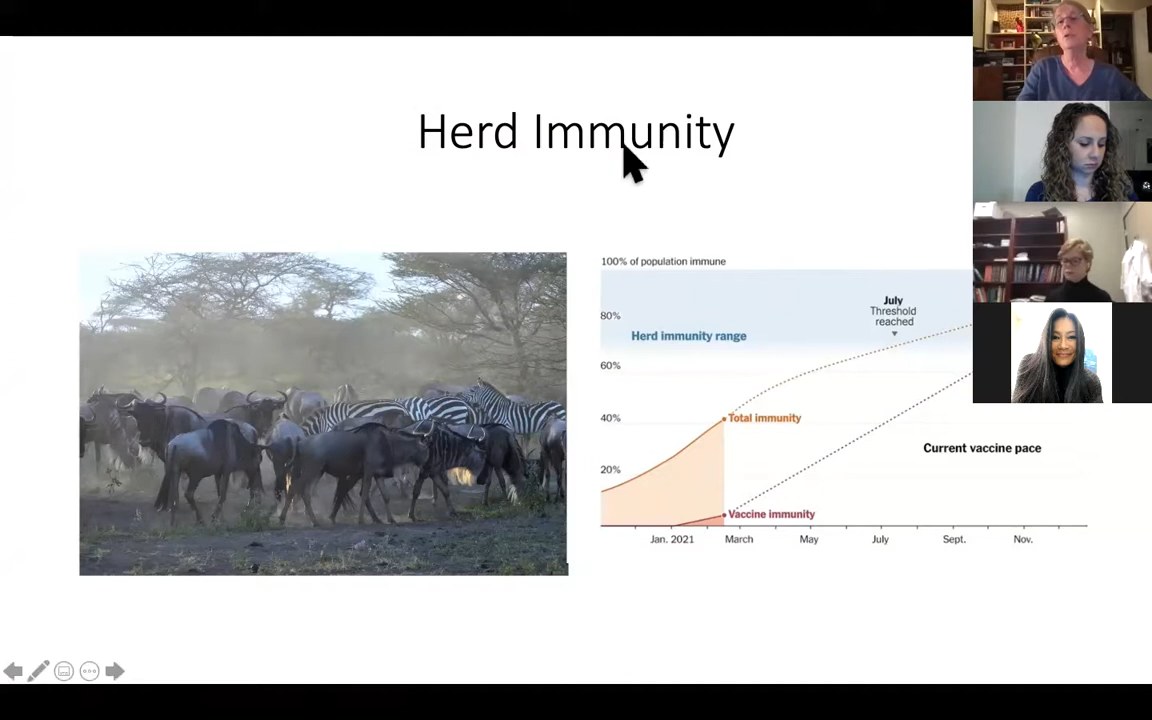 Herd Immunity
100% of population immune
80%
July
Threshold
reached
Herd immunity range
60%
40%
Total immunity
Current vaccine pace
20%
Vaccine immunity
Jan. 2021
March
May
July
Sept.
Nov.